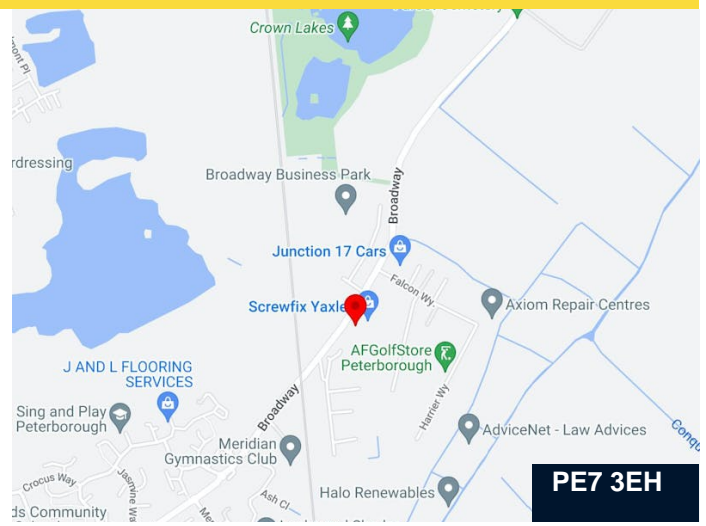 Crown Lakes
rdressing
Broadway Business Park
Broadway
Junction 17 Cars
Falcon Wy
Screwfix Yaxle
Axiom Repair Centres
AFGolfStore
Peterborough
J AND L FLOORING
SERVICES
Harrier Wy
Broadway
Sing and Play
Peterborough
AdviceNet - Law Advices
Meridian
Gymnastics Club
Crocus Way
Ash Cl
Halo Renewables
PE7 3EH
ds Community